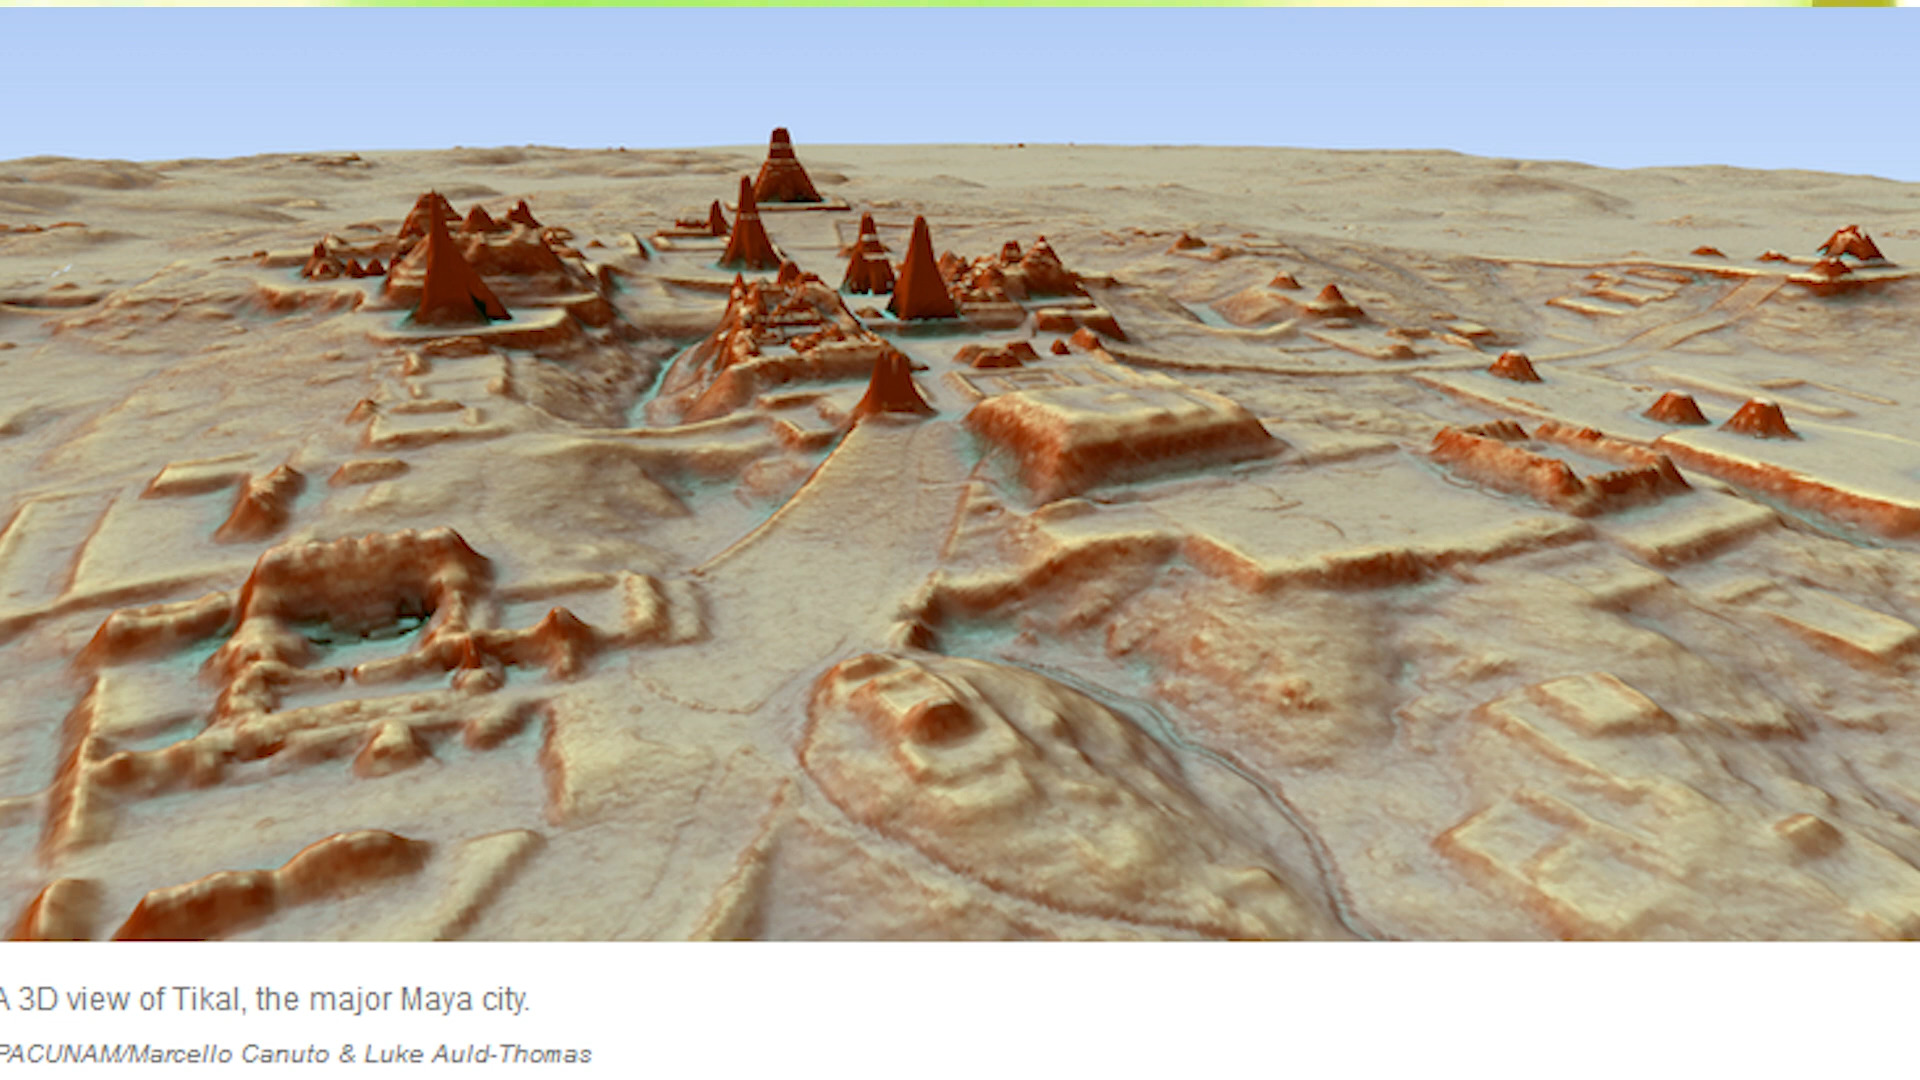 A 3D view of Tikal, the major Maya city.
PACUNAM/Marcello Canuto & Luke Auld-Thomas